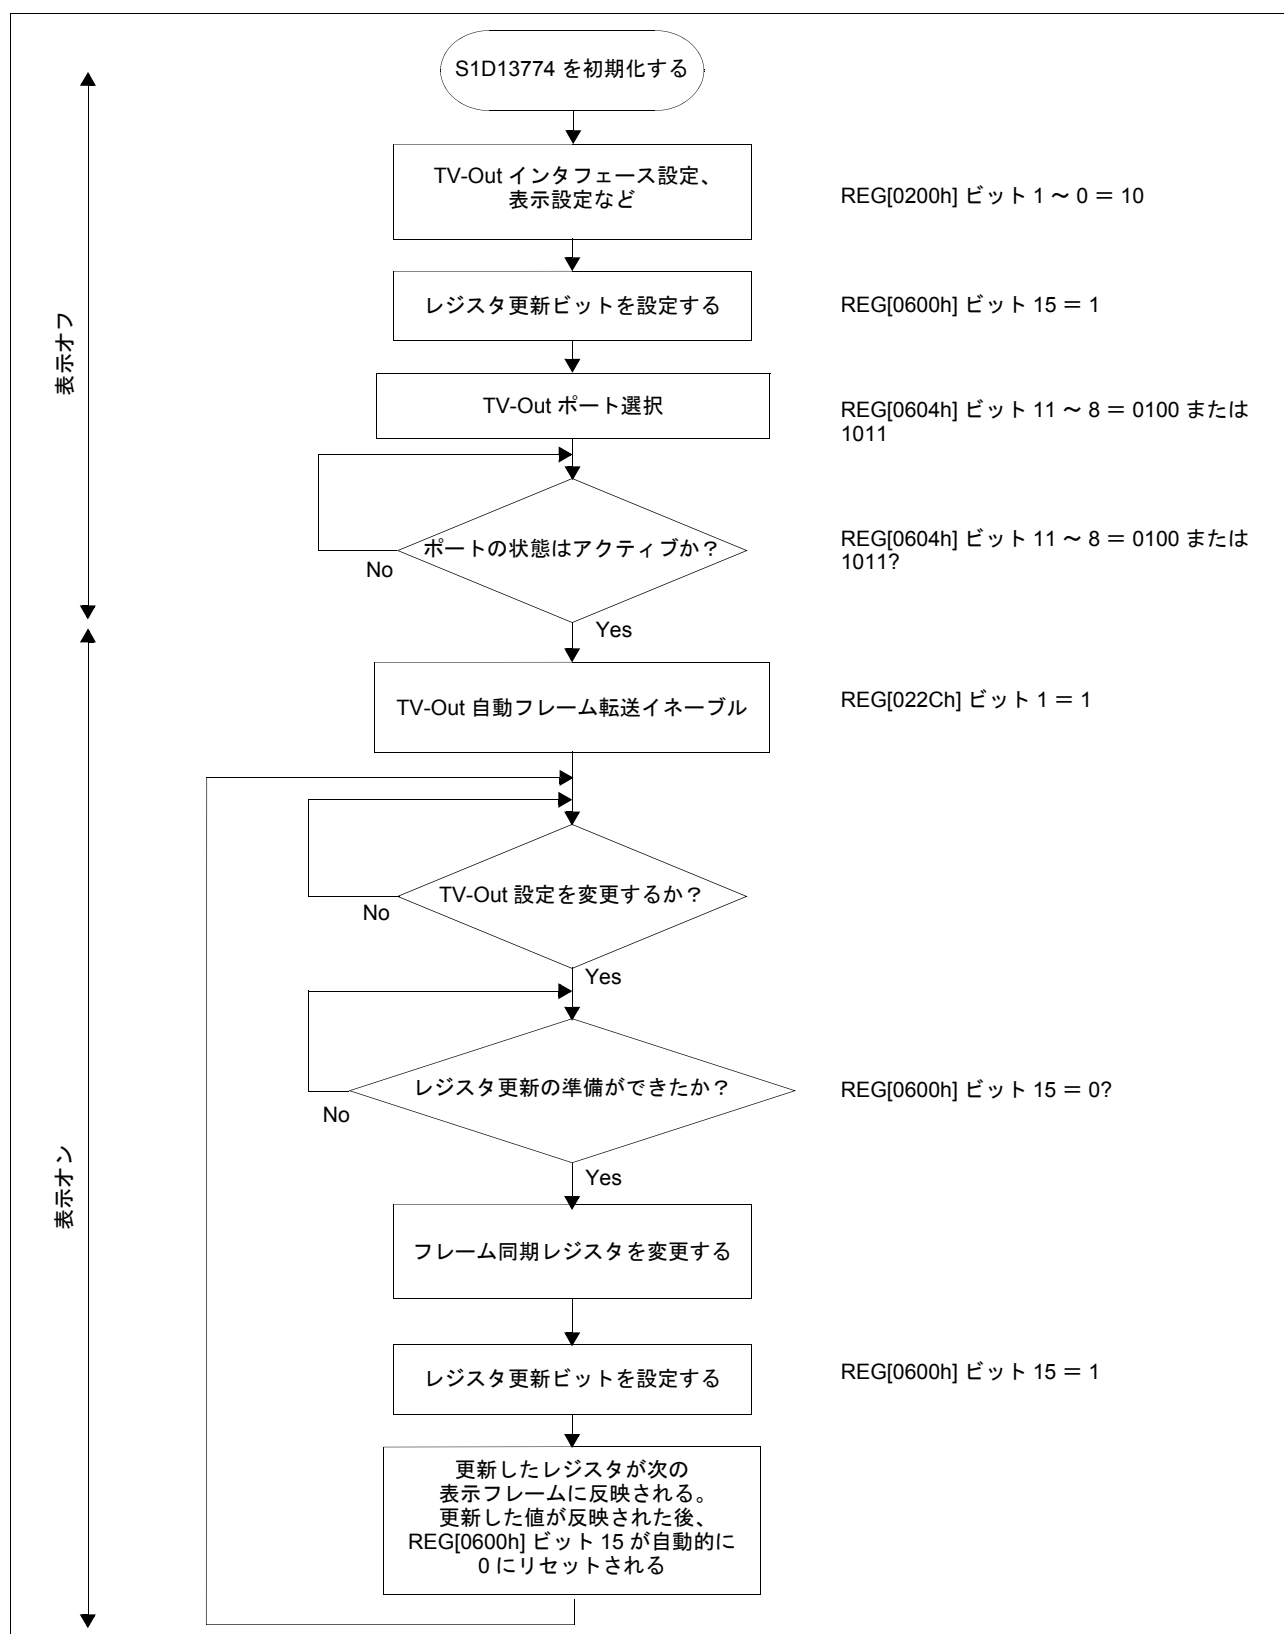 S1D13774 を初期化する
TV-Out インタフェース設定、
表示設定など
REG[0200h] ビット 1 ~ 0 = 10
レジスタ更新ビットを設定する
REG[0600h] ビット 15 = 1
表示オフ
TV-Out ポート選択
REG[0604h] ビット 11 ~ 8 = 0100 または
1011
ポートの状態はアクティブか?
REG[0604h] ビット 11 ~ 8 = 0100 または
1011?
No
Yes
TV-Out 自動フレーム転送イネーブル
REG[022Ch] ビット 1 = 1
TV-Out 設定を変更するか?
No
Yes
レジスタ更新の準備ができたか?
REG[0600h] ビット 15 = 0?
No
Yes
表示オン
フレーム同期レジスタを変更する
レジスタ更新ビットを設定する
REG[0600h] ビット 15 = 1
更新したレジスタが次の
表示フレームに反映される。
更新した値が反映された後、
REG[0600h] ビット 15 が自動的に
0 にリセットされる